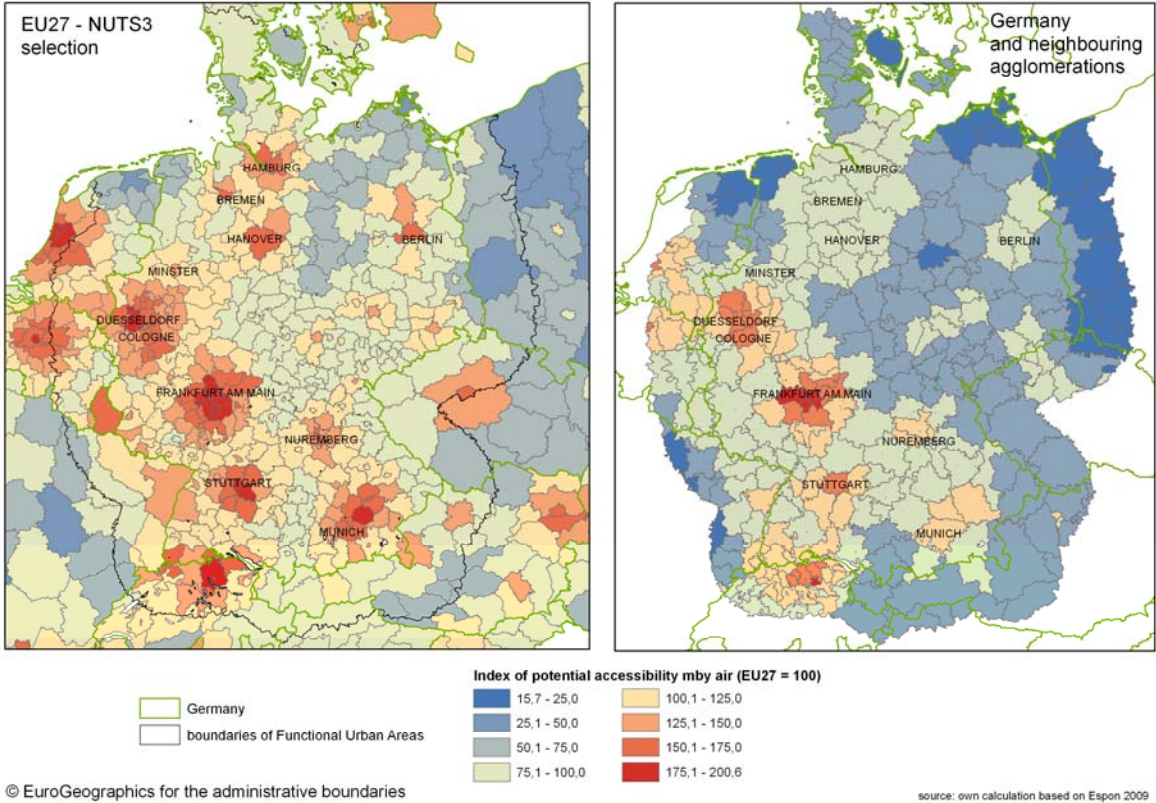 EU27 - NUTS3
selection
HAMBURG
BREMEN
HANOVER
BERLIN
MINSTER
DUESSELDORF
COLOGNE
FRANKFURT AM MAIN
NUREMBERG
STUTTGART
MUNICH
Germany
and neighbouring
agglomerations
HAMBURG
BREMEN
HANOVER
BERLIN
MINSTER
DUESSELDORF
COLOGNE
FRANKFURT AM MAIN
NUREMBERG
STUTTGART
MUNICH
Germany
boundaries of Functional Urban Areas
Index of potential accessibility mby air (EU27 = 100)
15,7 - 25,0
25,1 - 50,0
50,1 - 75,0
75,1 - 100,0
100,1 - 125,0
125,1 - 150,0
150,1 - 175,0
175,1 - 200,6
© EuroGeographics for the administrative boundaries
source: own calculation based on Espon 2009